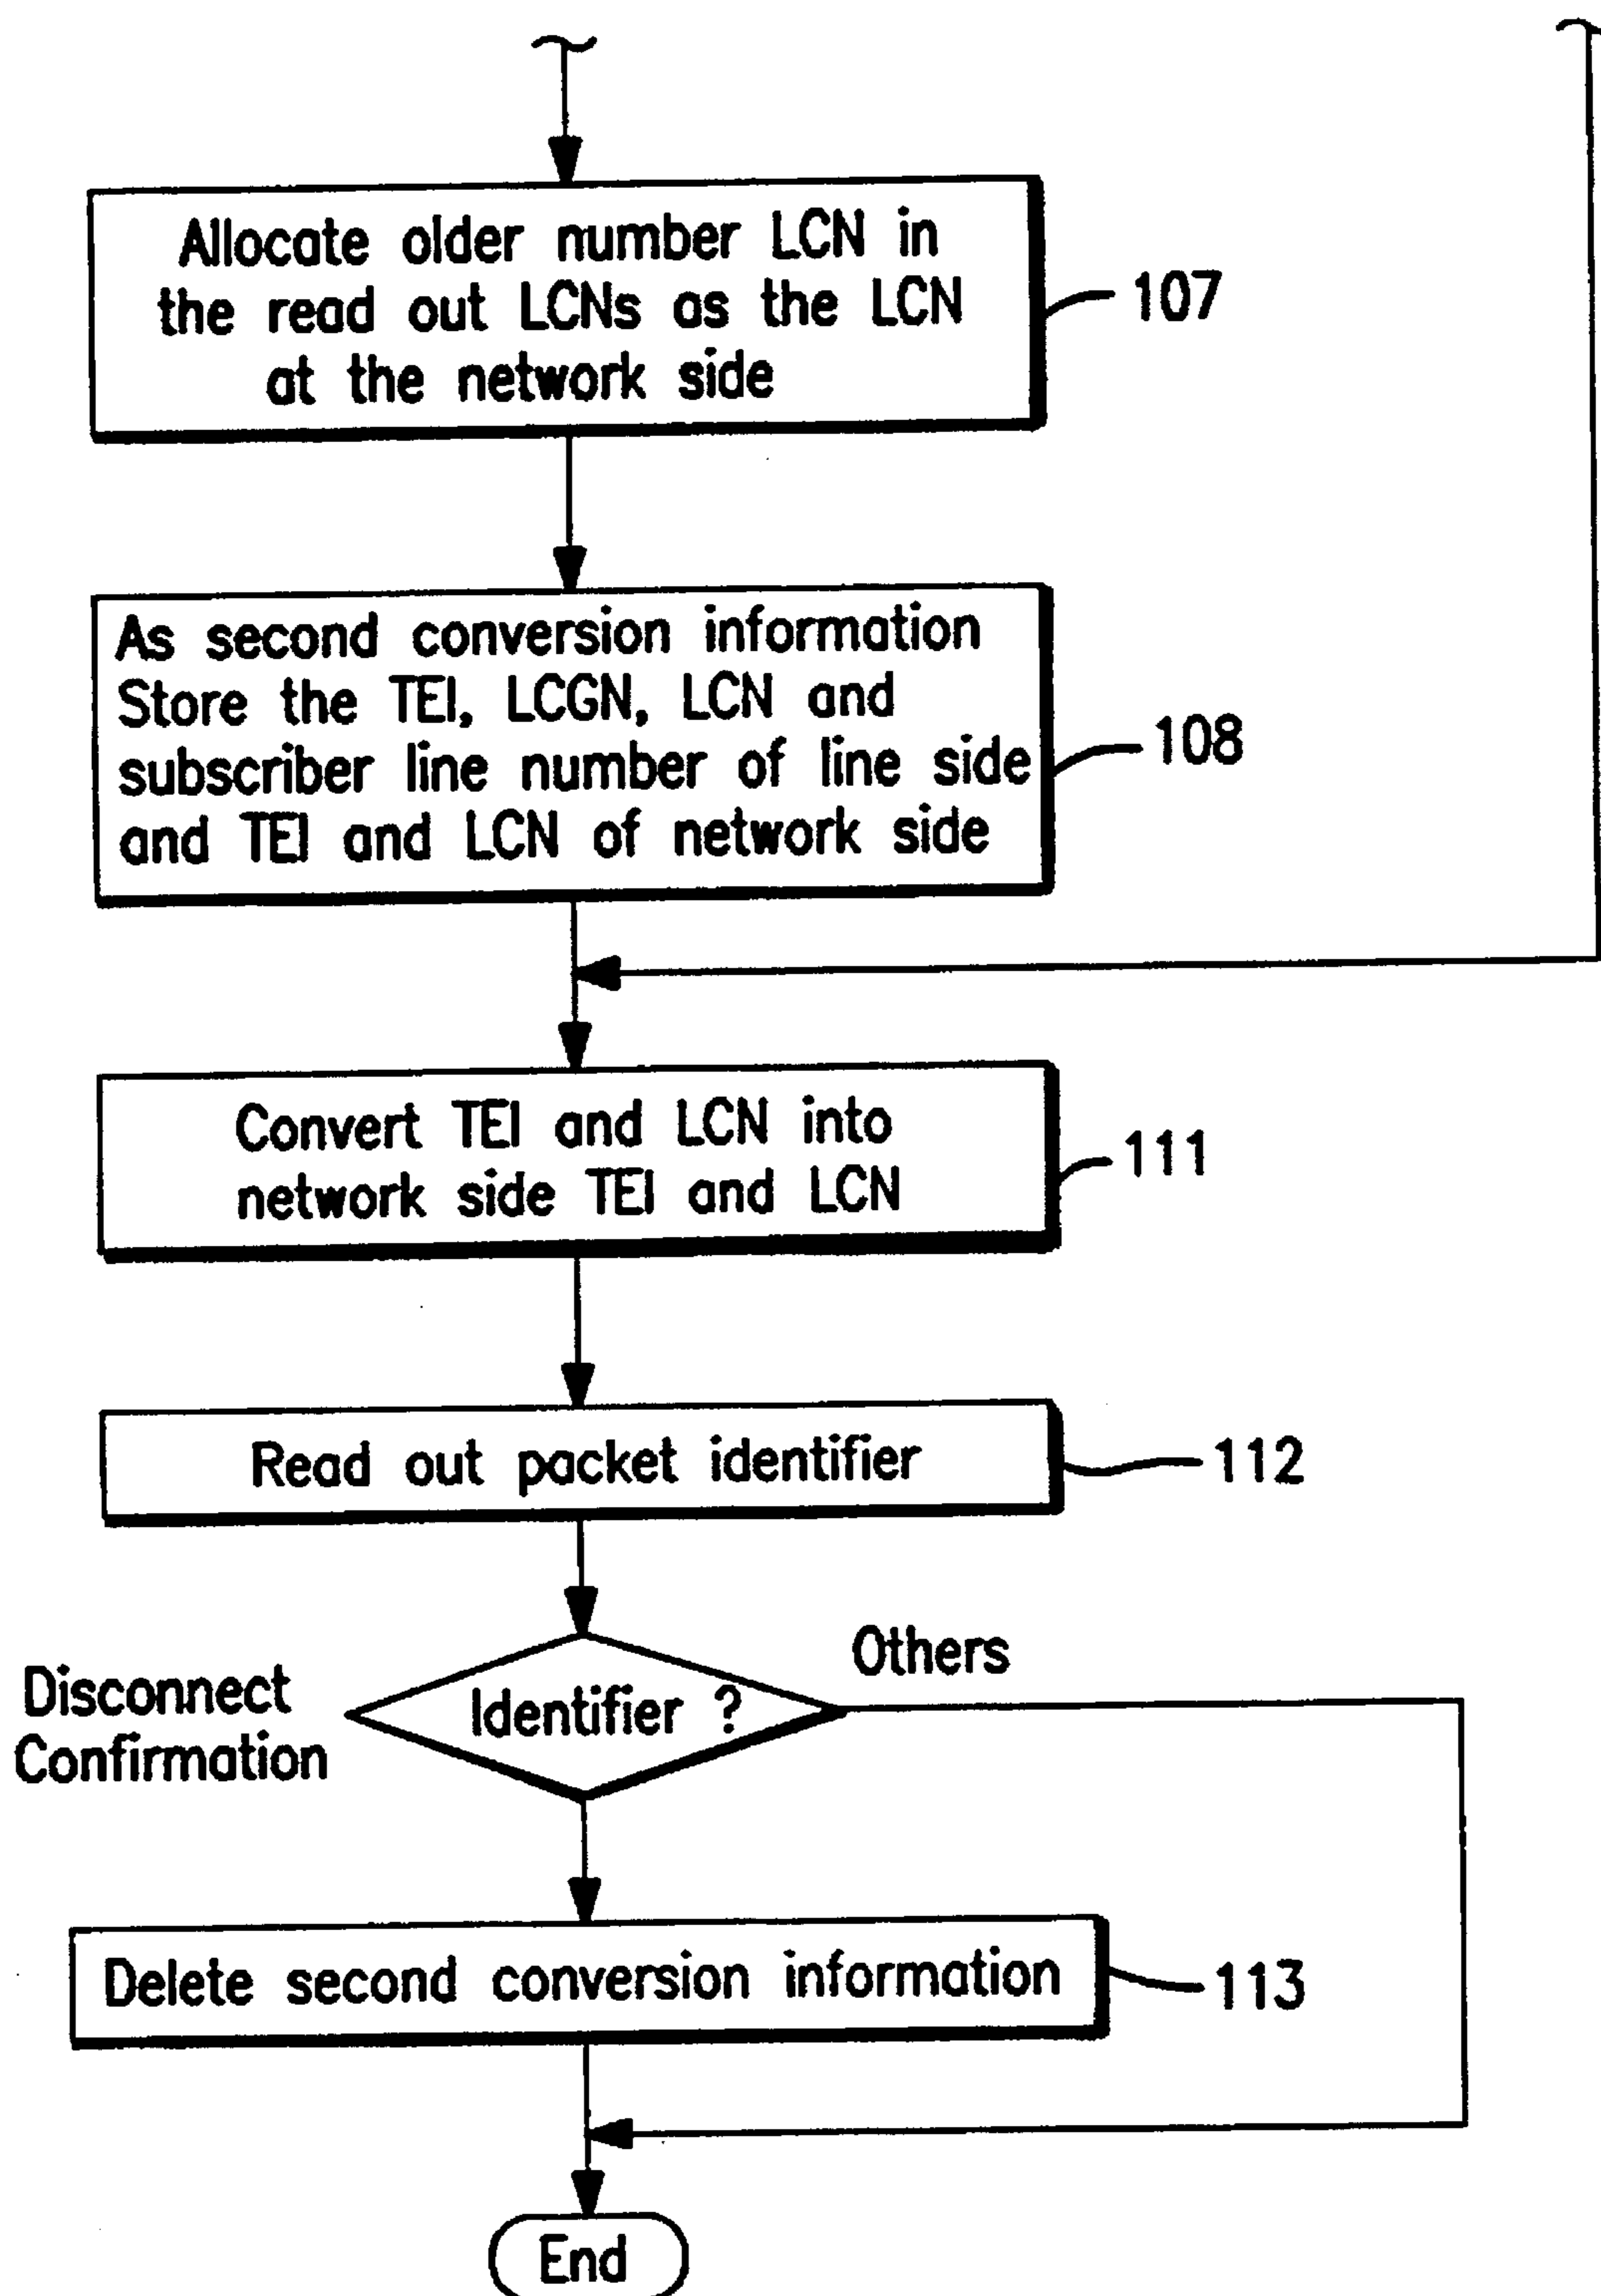 Allocate older number LCN in
the read out LCNs as the LCN
at the network side
107
As second conversion information
Store the TEI, LCGN, LCN and
subscriber line number of line side
and TEI and LCN of network side
108
Convert TEI and LCN into
network side TEI and LCN
111
Read out packet identifier
112
Others
Disconnect
Confirmation
Identifier ?
Delete second conversion information
113
End